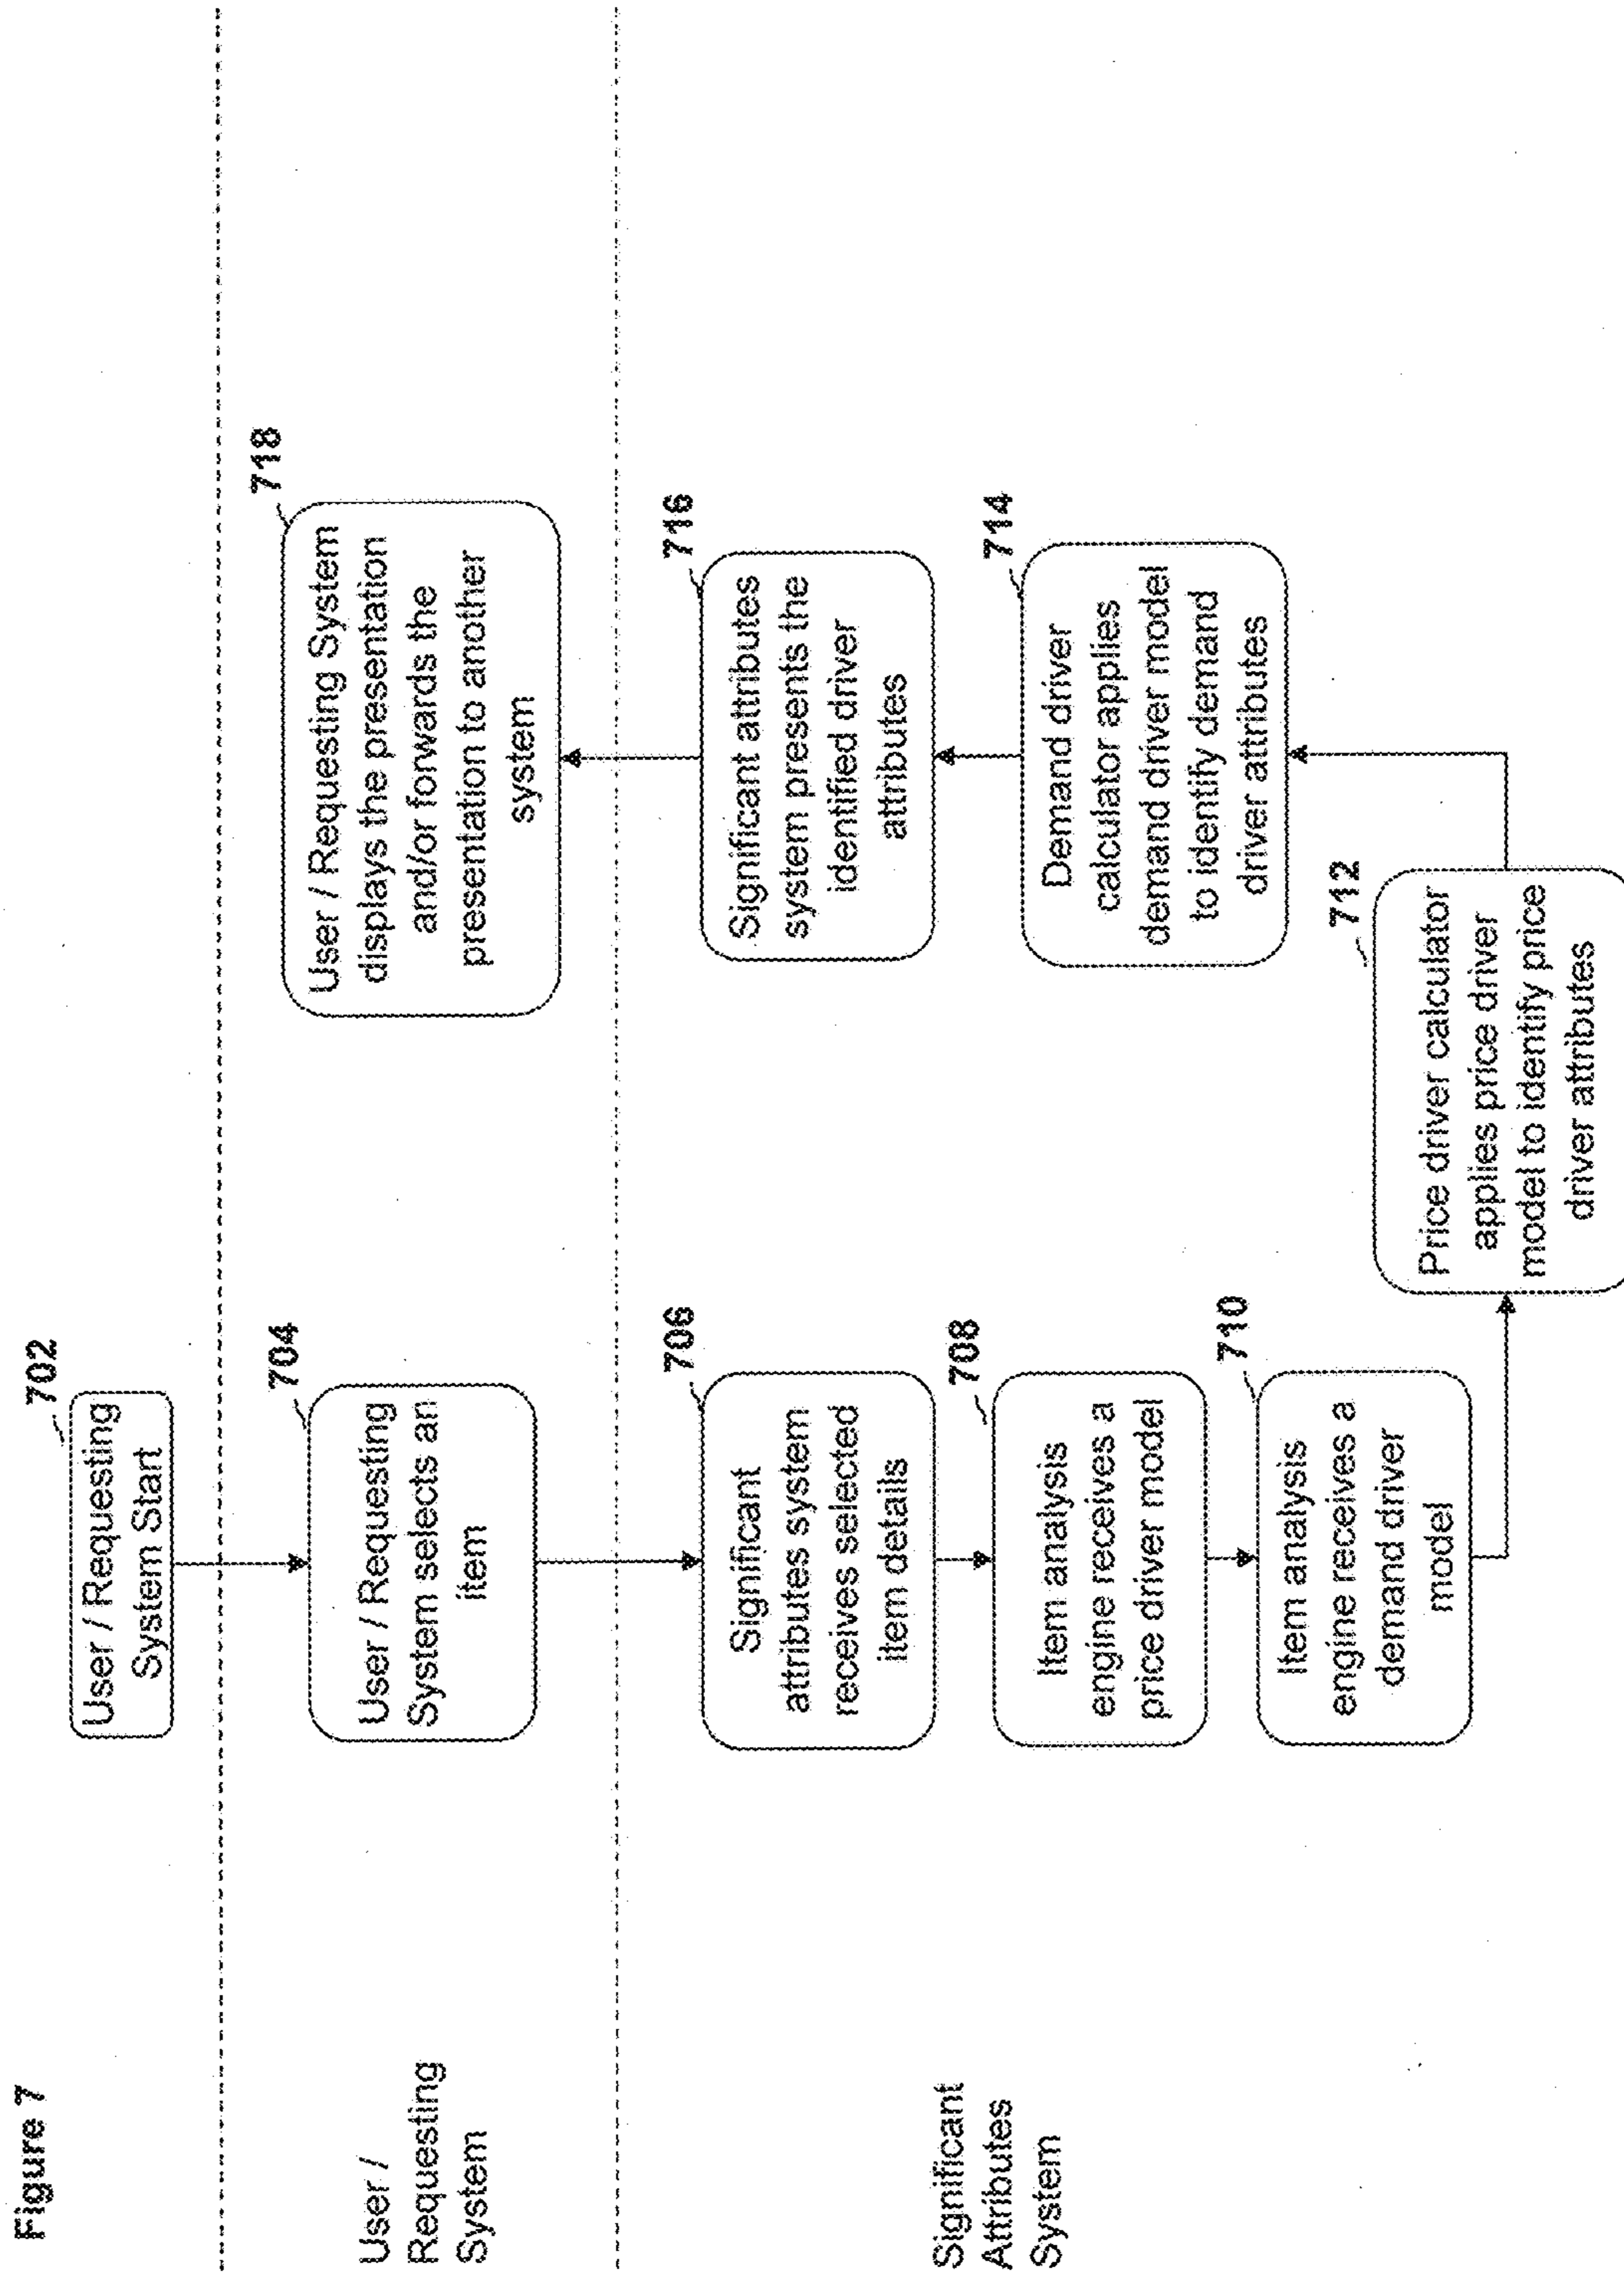 Figure 7
702
User / Requesting
System Start
User /
Requesting
System
704
User / Requesting
System selects an
item
718
User / Requesting System
displays the presentation
and/or forwards the
presentation to another
system
Significant
Attributes
System
706
Significant
attributes system
receives selected
item details
708
Item analysis
engine receives a
price driver model
710
Item analysis
engine receives a
demand driver
model
712
Price driver calculator
applies price driver
model to identify price
driver attributes
714
Demand driver
calculator applies
demand driver model
to identify demand
driver attributes
716
Significant attributes
system presents the
identified driver
attributes